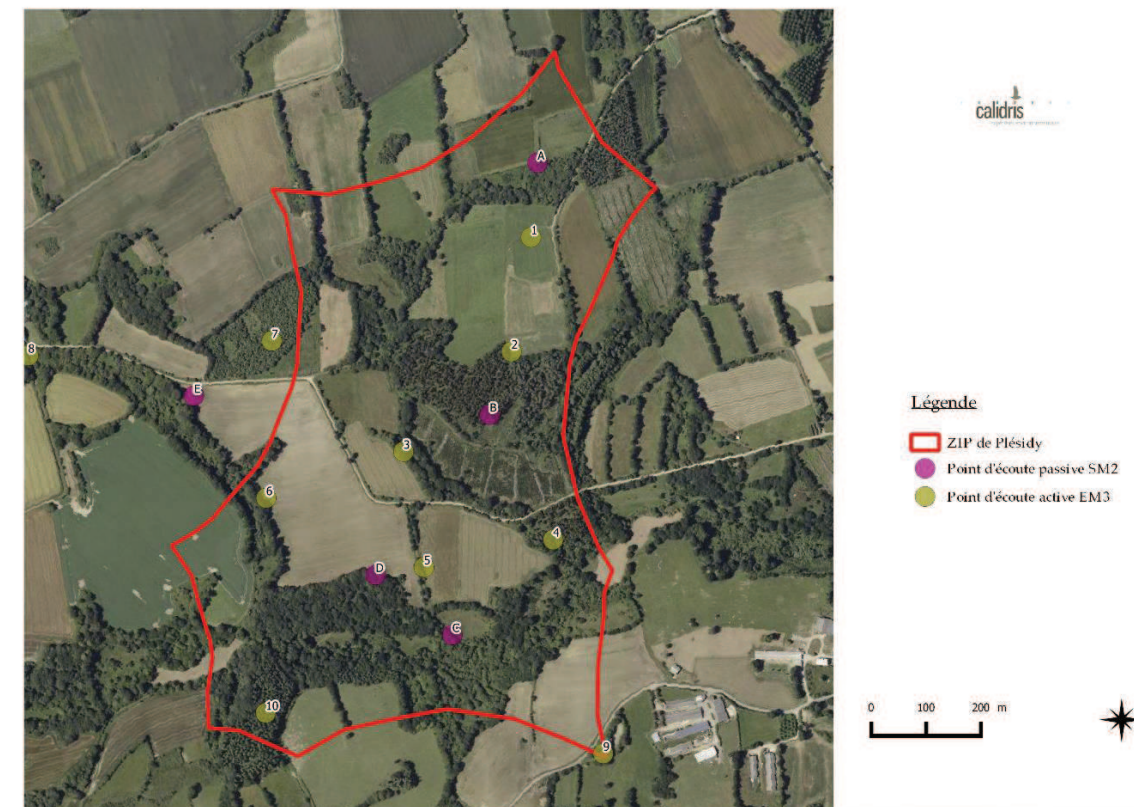 calidris
A
1
2
7
8
E
B
3
6
4
5
D
C
10
9
Légende
ZIP de Plésidy
Point d'écoute passive SM2
Point d'écoute active EM3
0 100 200 m